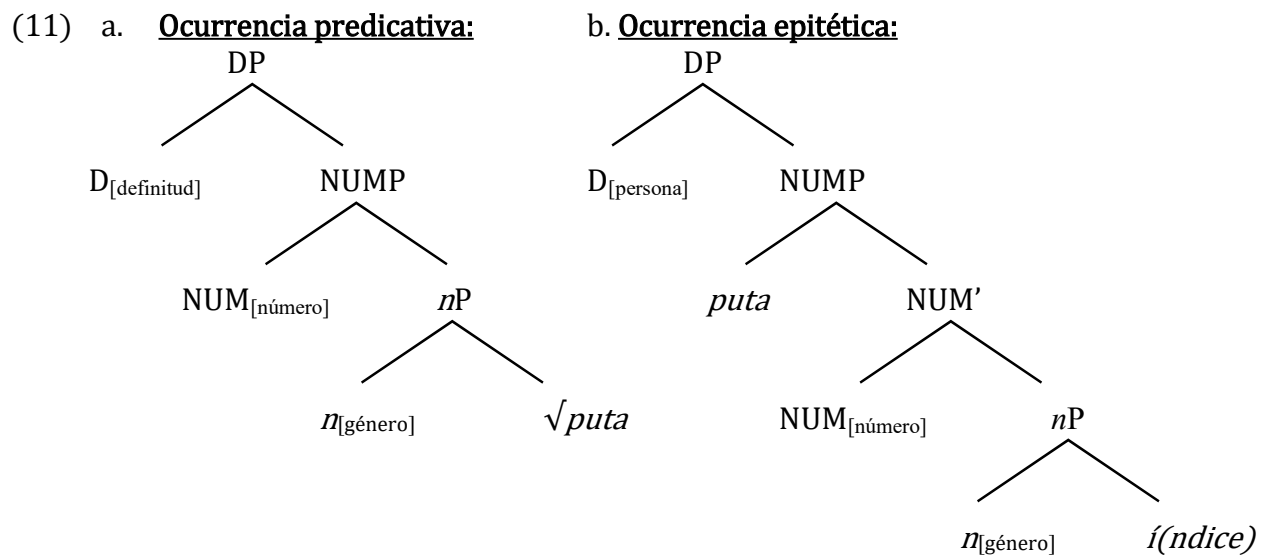 (11) a. Ocurrencia predicativa: b. Ocurrencia epitética:
DP DP
D[definitud] NUMP D[persona] NUMP
NUM[número] nP puta NUM’
n[género] √puta NUM[número] nP
n[género] í(ndice)